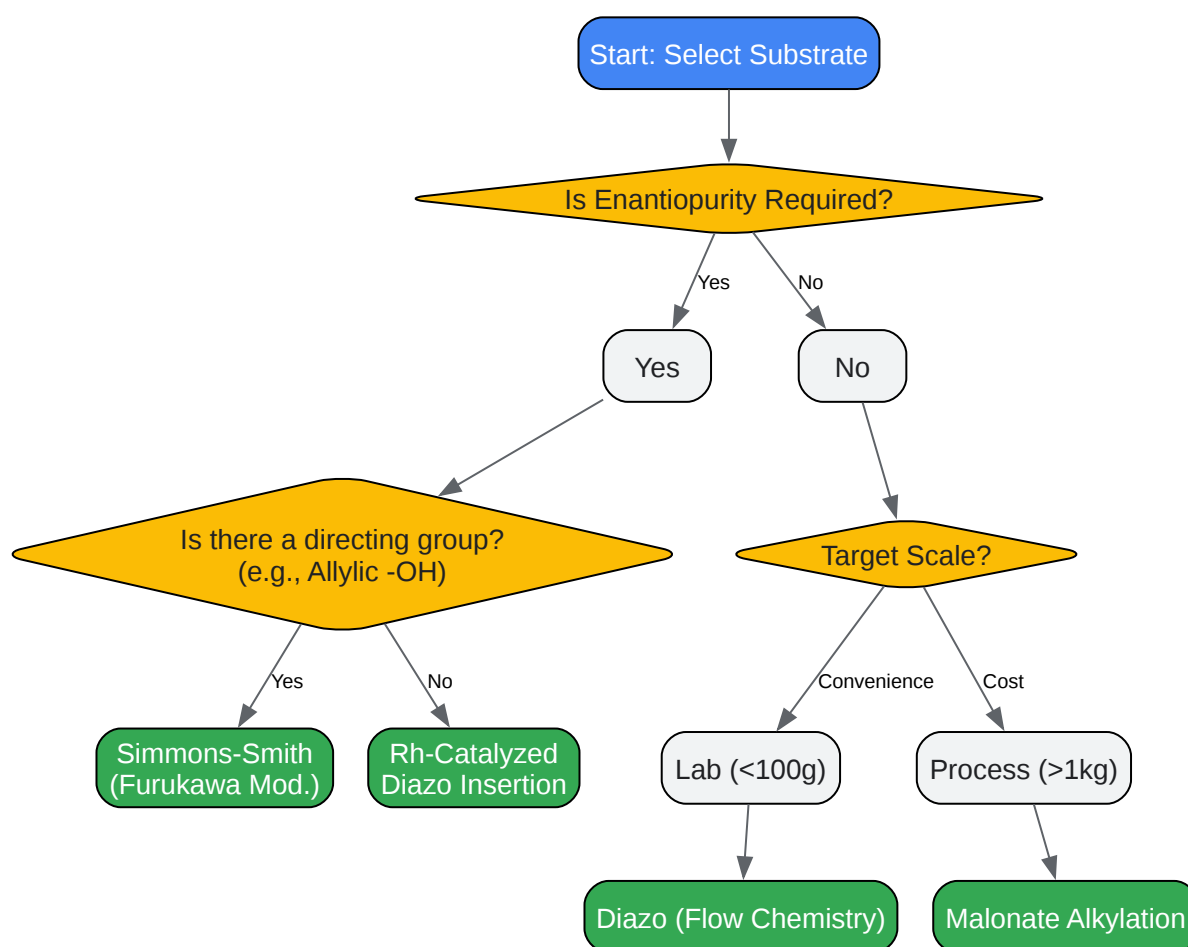 Start: Select Substrate
Is Enantiopurity Required?
Yes
No
Yes
No
Is there a directing group?
(e.g., Allylic -OH)
Target Scale?
Yes
No
Convenience
Cost
Simmons-Smith
(Furukawa Mod.)
Rh-Catalyzed
Diazo Insertion
Lab (<100g)
Process (>1kg)
Diazo (Flow Chemistry)
Malonate Alkylation